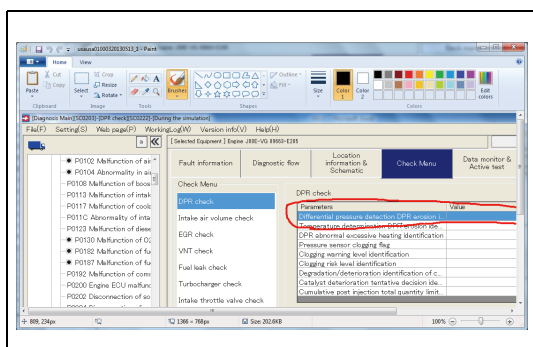 usausa01900320130513_1 - Paint
Home View
Paste
Cut
Copy
Clipboard
Select
Crop
Resize
Rotate
Image
A
Tools
Brushes
Shapes
Outline
Fill
Size
Color 1
Color 2
Colors
Edit colors
[Diagnosis Main][SC0203]-[DPR check][SC0222]-[During the simulation]
File(F) Setting(S) Web page(P) WorkingLog(W) Version info(V) Help(H)
[ Selected Equipment ] Engine J08E-VG 09660-E285
P0102 Malfunction of air
P0104 Abnormality in air
P0108 Malfunction of boos
P0113 Malfunction of intak
P0117 Malfunction of coola
P011C Abnormality of inta
P0123 Malfunction of diese
P0130 Malfunction of O2
P0182 Malfunction of fu
P0187 Malfunction of fu
P0192 Malfunction of comm
P0200 Engine ECU malfunc
P0202 Disconnection of so
Fault information
Diagnostic flow
Location information & Schematic
Check Menu
Data monitor & Active test
Check Menu
DPR check
Intake air volume check
EGR check
VNT check
Fuel leak check
Turbocharger check
Intake throttle valve check
DPR check
Parameters Value
Differential pressure detection DPR erosion i...
Temperature determination DPR erosion ide...
DPR abnormal excessive heating identification
Pressure sensor clogging flag
Clogging warning level identification
Clogging risk level identification
Degradation/deterioration identification of c...
Catalyst deterioration tentative decision ide...
Cumulative post injection total quantity limit...
809, 234px
1366 × 768px
Size: 202.6KB
100%